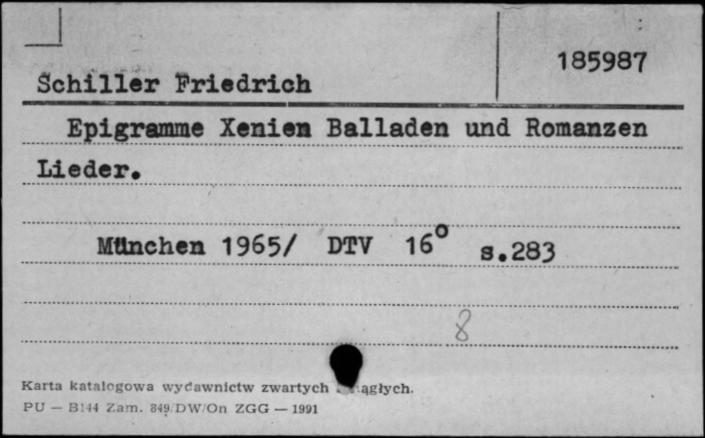 185987
Schiller Friedrich
Epigramme Xenien Balladen und Romanzen
Lieder.
München 1965/ DTV 16° s.283
8
Karta katalogowa wydawnictw zwartych ągłych.
PU — B144 Zam. 849/DW/On ZGG — 1991